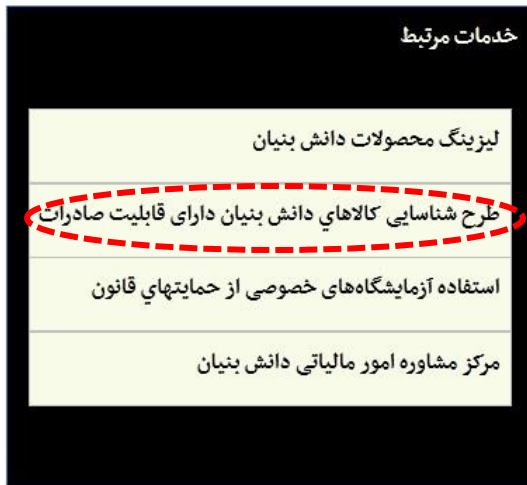 خدمات مرتبط
لیزینگ محصولات دانش بنیان
طرح شناسایی کالاهاي دانش بنیان دارای قابلیت صادرات
استفاده آزمایشگاه‌های خصوصی از حمایتهاي قانون
مرکز مشاوره امور مالیاتی دانش بنیان